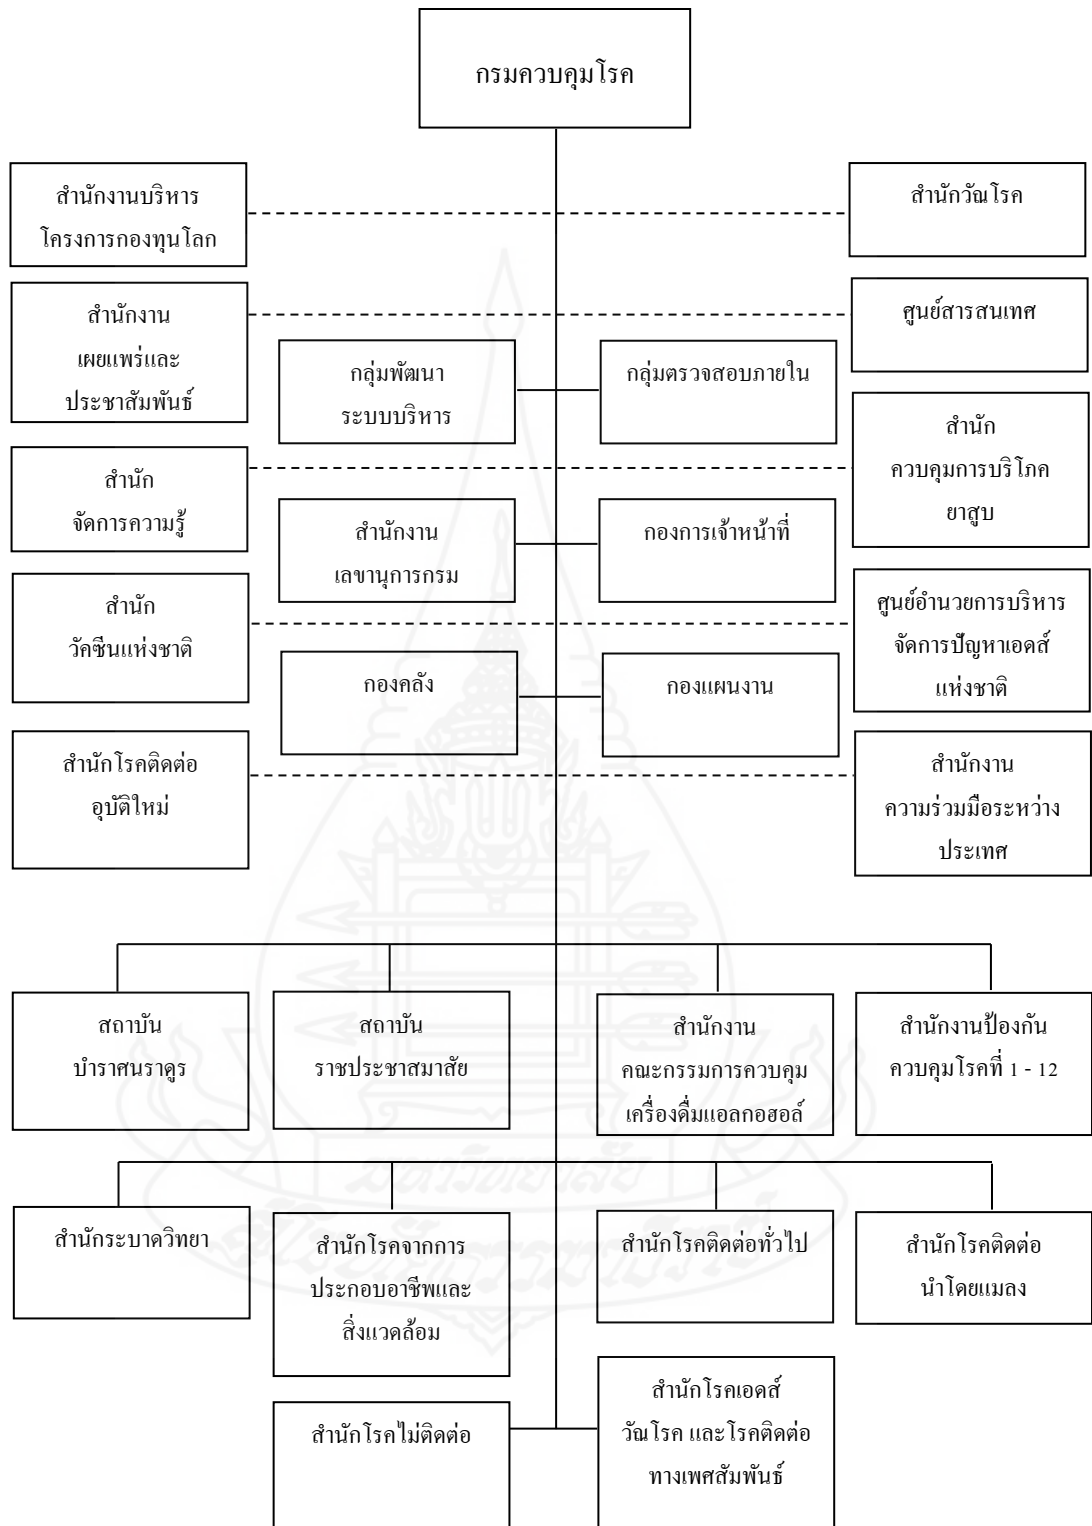 กรมควบคุมโรค
สำนักงานบริหาร
โครงการกองทุนโลก
สำนักวัณโรค
สำนักงาน
เผยแพร่และ
ประชาสัมพันธ์
ศูนย์สารสนเทศ
กลุ่มพัฒนา
ระบบบริหาร
กลุ่มตรวจสอบภายใน
สำนัก
ควบคุมการบริโภค
ยาสูบ
สำนัก
จัดการความรู้
สำนักงาน
เลขานุการกรม
กองการเจ้าหน้าที่
สำนัก
วัคซีนแห่งชาติ
ศูนย์อำนวยการบริหาร
จัดการปัญหาเอดส์
แห่งชาติ
กองคลัง
กองแผนงาน
สำนักโรคติดต่อ
อุบัติใหม่
สำนักงาน
ความร่วมมือระหว่าง
ประเทศ
สถาบัน
บำราศนราดูร
สถาบัน
ราชประชาสมาสัย
สำนักงาน
คณะกรรมการควบคุม
เครื่องดื่มแอลกอฮอล์
สำนักงานป้องกัน
ควบคุมโรคที่ 1 - 12
มหาวิทยาลัย
สุโขทัยธรรมาธิราช
สำนักระบาดวิทยา
สำนักโรคจากการ
ประกอบอาชีพและ
สิ่งแวดล้อม
สำนักโรคติดต่อทั่วไป
สำนักโรคติดต่อ
นำโดยแมลง
สำนักโรคไม่ติดต่อ
สำนักโรคเอดส์
วัณโรค และโรคติดต่อ
ทางเพศสัมพันธ์